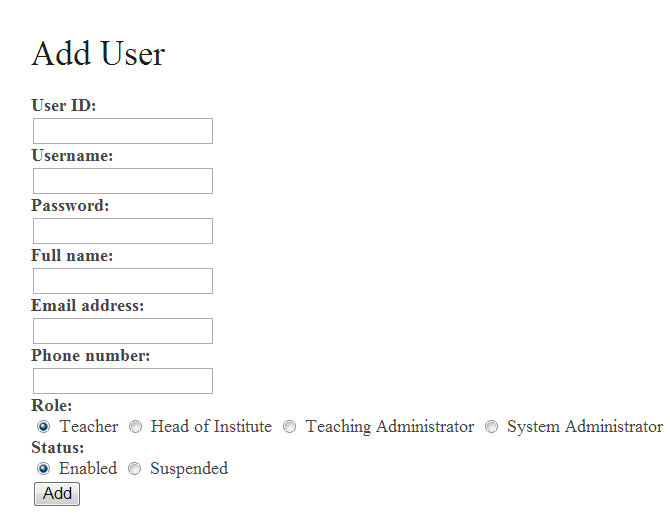 Add User
User ID:
Username:
Password:
Full name:
Email address:
Phone number:
Role:
Teacher Head of Institute Teaching Administrator System Administrator
Status:
Enabled Suspended
Add